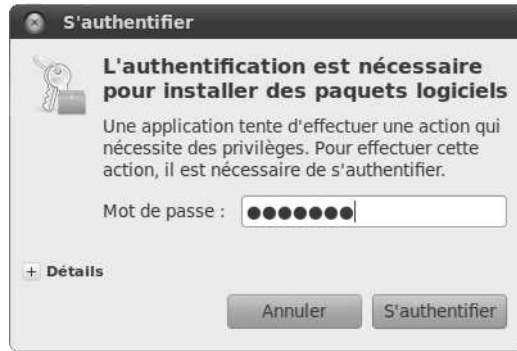 S'authentifier
L'authentification est nécessaire
pour installer des paquets logiciels
Une application tente d'effectuer une action qui
nécessite des privilèges. Pour effectuer cette
action, il est nécessaire de s'authentifier.
Mot de passe : ●●●●●●●
+ Détails
Annuler S'authentifier